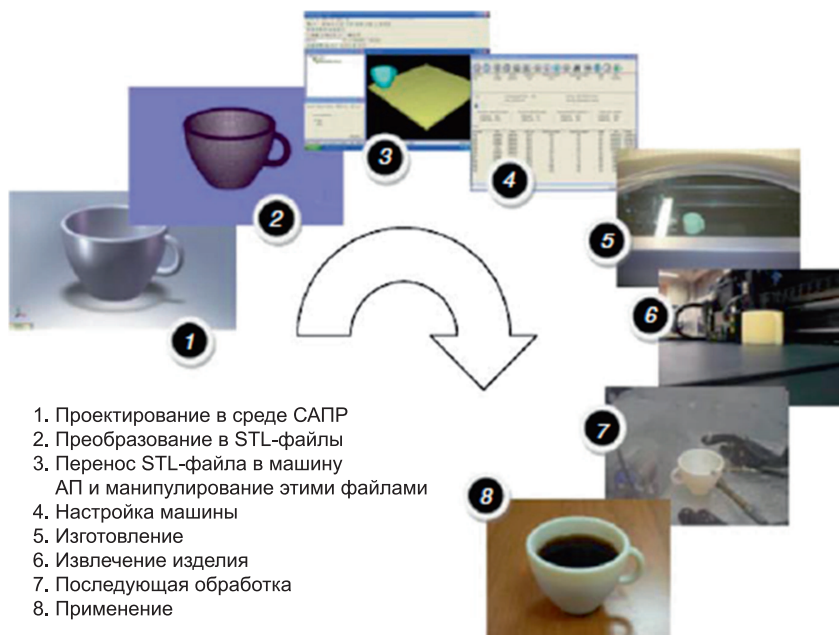 3
4
2
5
1
6
7
8
1. Проектирование в среде САПР
2. Преобразование в STL-файлы
3. Перенос STL-файла в машину
АП и манипулирование этими файлами
4. Настройка машины
5. Изготовление
6. Извлечение изделия
7. Последующая обработка
8. Применение